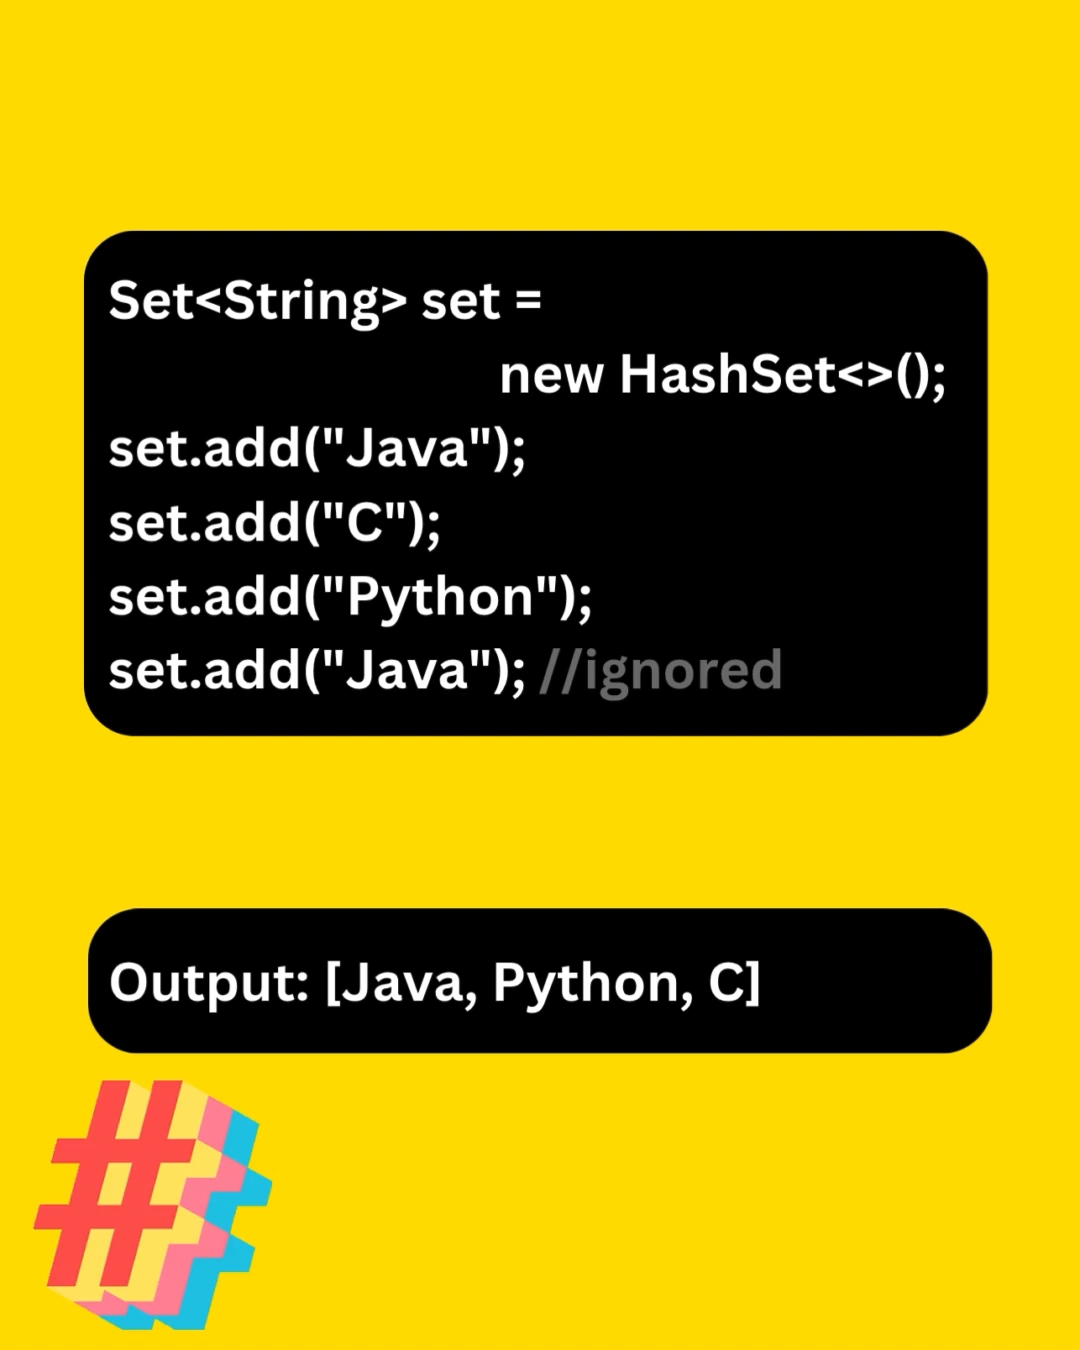 Set<String> set =
new HashSet<>();
set.add("Java");
set.add("C");
set.add("Python");
set.add("Java"); //ignored
Output: [Java, Python, C]
#